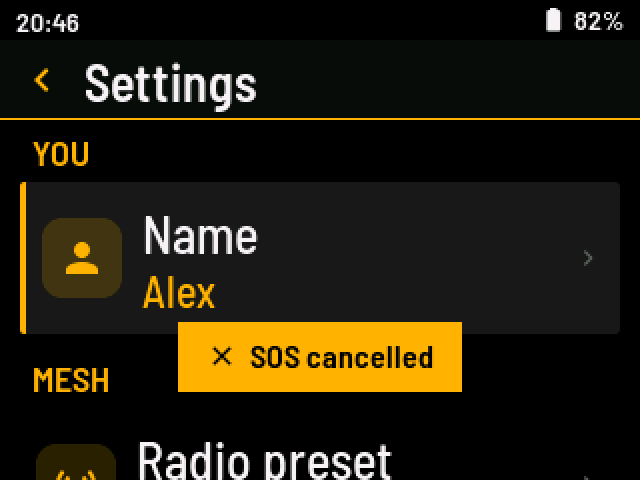 20:46 82%
Settings
YOU
Name
Alex
SOS cancelled
MESH
Radio preset